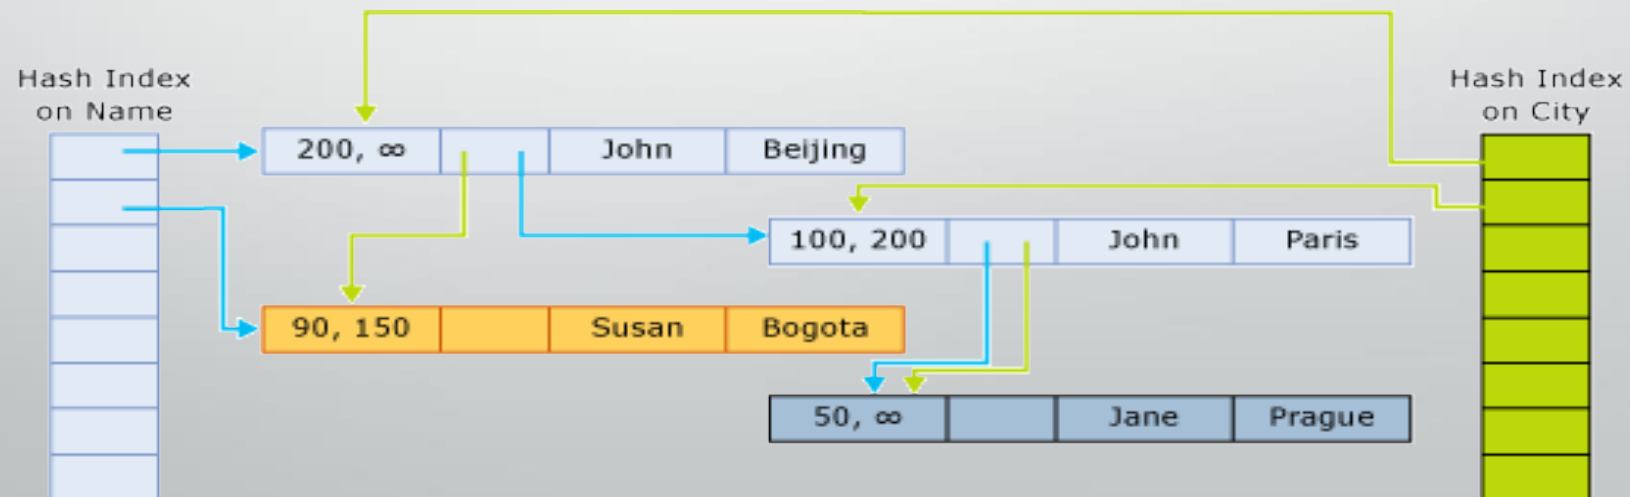 Hash Index
on Name
Hash Index
on City
200, ∞ John Beijing
100, 200 John Paris
90, 150 Susan Bogota
50, ∞ Jane Prague